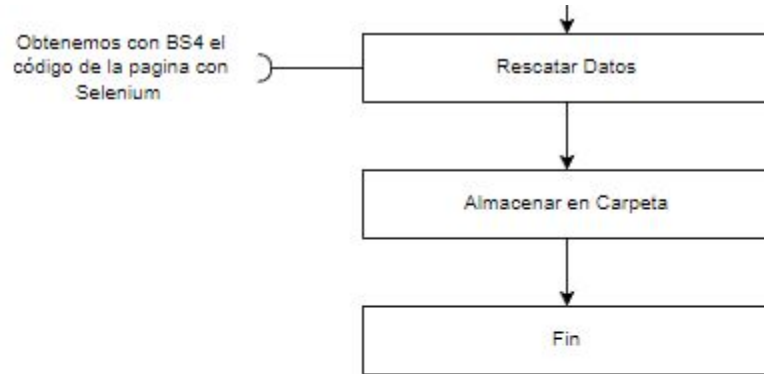 Obtenemos con BS4 el
código de la pagina con
Selenium
Rescatar Datos
Almacenar en Carpeta
Fin